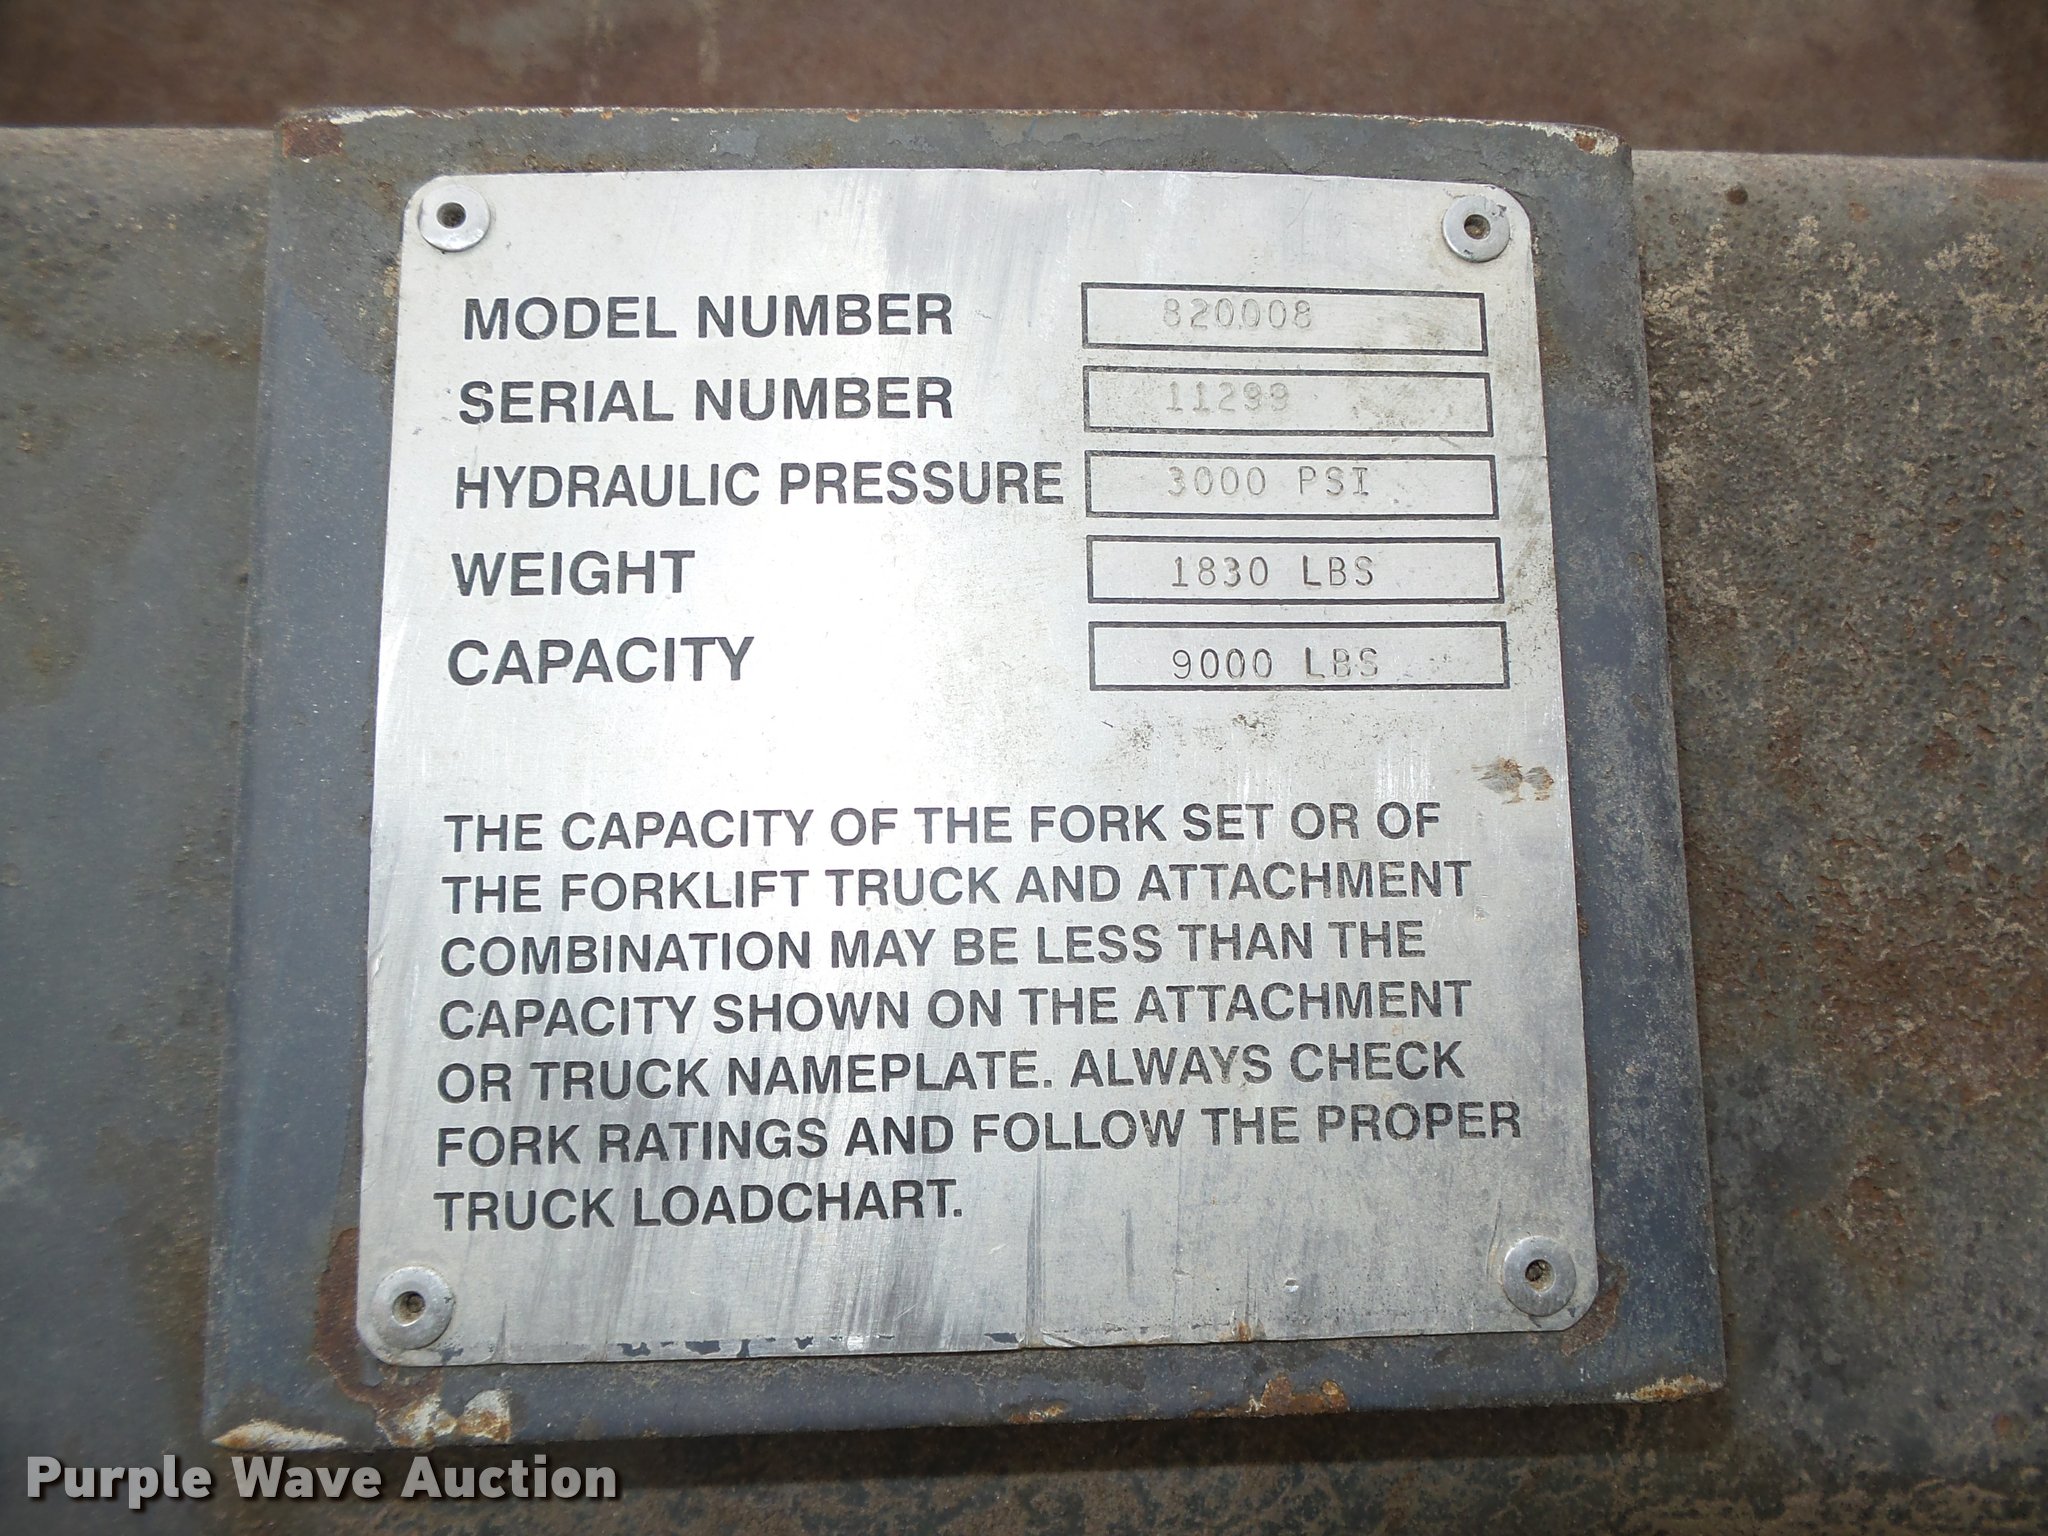 MODEL NUMBER 820008
SERIAL NUMBER 11299
HYDRAULIC PRESSURE 3000 PSI
WEIGHT 1830 LBS
CAPACITY 9000 LBS
THE CAPACITY OF THE FORK SET OR OF
THE FORKLIFT TRUCK AND ATTACHMENT
COMBINATION MAY BE LESS THAN THE
CAPACITY SHOWN ON THE ATTACHMENT
OR TRUCK NAMEPLATE. ALWAYS CHECK
FORK RATINGS AND FOLLOW THE PROPER
TRUCK LOADCHART.
Purple Wave Auction